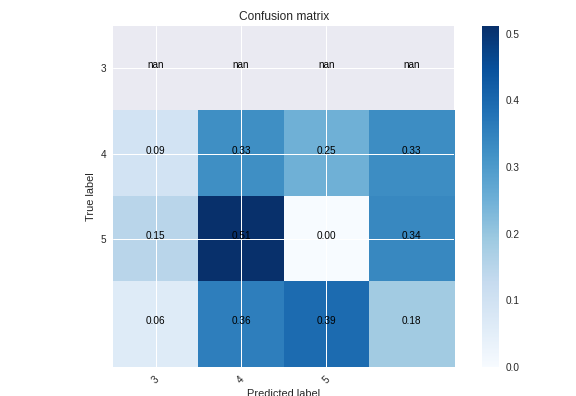 Confusion matrix
3 nan nan nan nan
4 0.09 0.33 0.25 0.33
5 0.15 0.51 0.00 0.34
0.06 0.36 0.39 0.18
3 4 5
Predicted label
True label
0.5
0.4
0.3
0.2
0.1
0.0